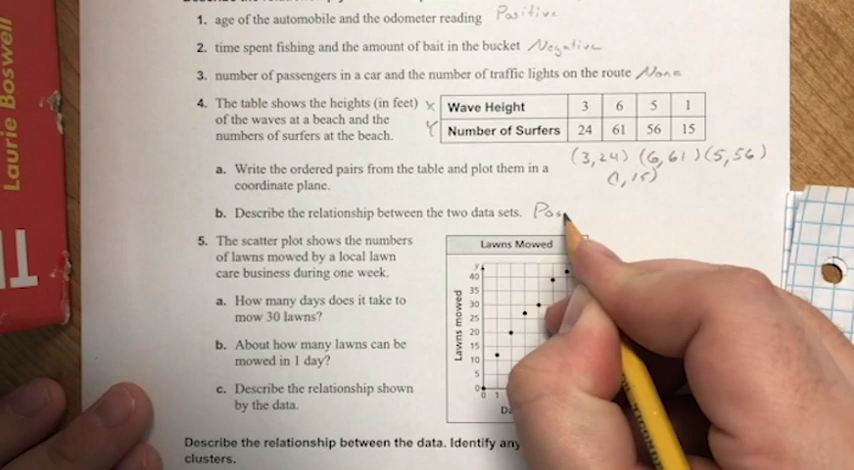 Laurie Boswell
1. age of the automobile and the odometer reading Positive
2. time spent fishing and the amount of bait in the bucket Negative
3. number of passengers in a car and the number of traffic lights on the route None
4. The table shows the heights (in feet)
of the waves at a beach and the
numbers of surfers at the beach.
X Wave Height 3 6 5 1
Y Number of Surfers 24 61 56 15
(3,24) (6,61) (5,56)
(1,15)
a. Write the ordered pairs from the table and plot them in a
coordinate plane.
b. Describe the relationship between the two data sets. Pos
5. The scatter plot shows the numbers
of lawns mowed by a local lawn
care business during one week.
a. How many days does it take to
mow 30 lawns?
b. About how many lawns can be
mowed in 1 day?
c. Describe the relationship shown
by the data.
Lawns Mowed
Lawns mowed
y
40
35
30
25
20
15
10
5
0
0 1
Describe the relationship between the data. Identify any
clusters.